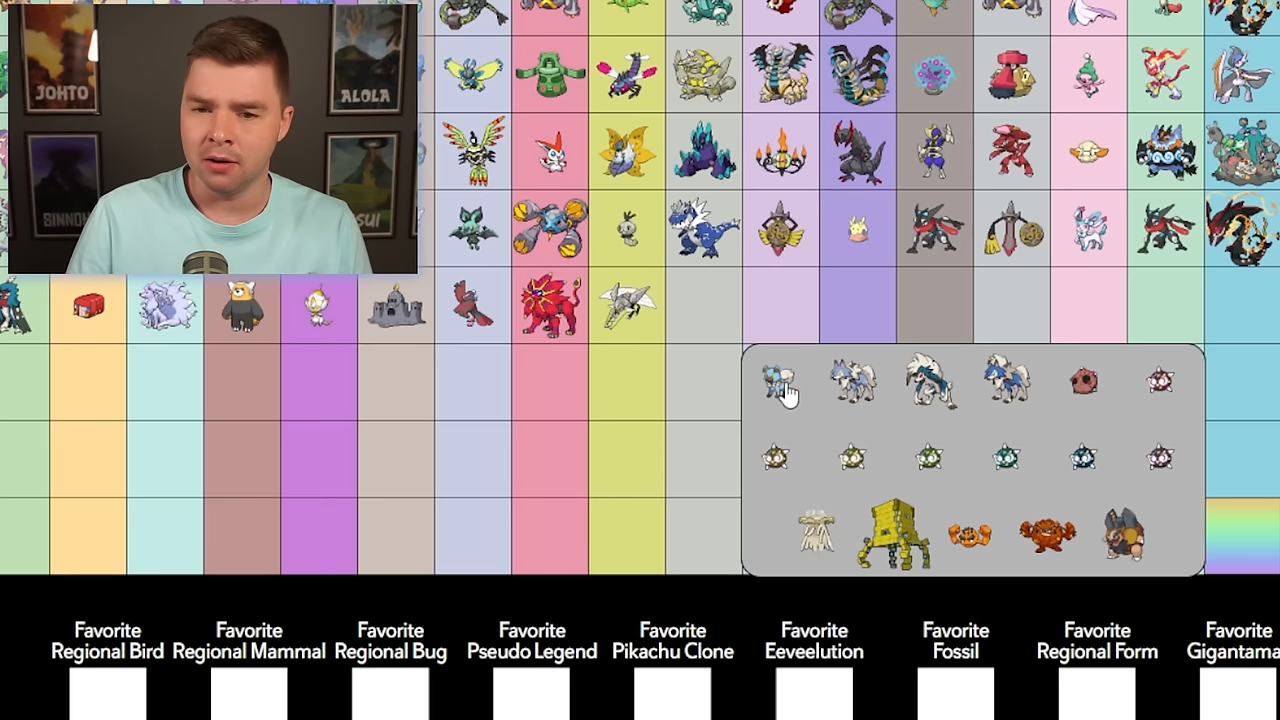 JOHTO
ALOLA
SINNOH
SUI
Favorite
Regional Bird
Favorite
Regional Mammal
Favorite
Regional Bug
Favorite
Pseudo Legend
Favorite
Pikachu Clone
Favorite
Eeveelution
Favorite
Fossil
Favorite
Regional Form
Favorite
Gigantama